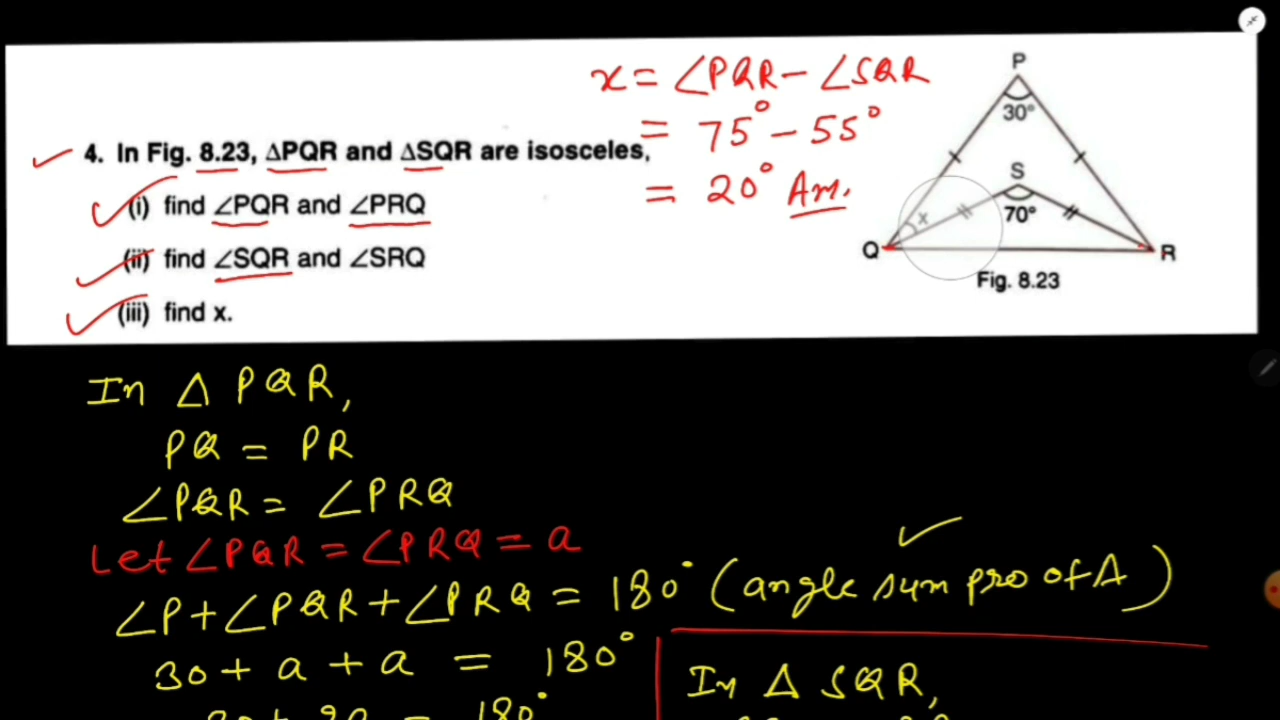 4. In Fig. 8.23, ΔPQR and ΔSQR are isosceles,
(i) find ∠PQR and ∠PRQ
(ii) find ∠SQR and ∠SRQ
(iii) find x.
x = ∠PQR − ∠SQR
= 75° − 55°
= 20° Ans.
P
30°
S
70°
x
Q
R
Fig. 8.23
In Δ PQR,
PQ = PR
∠PQR = ∠PRQ
Let ∠PQR = ∠PRQ = a
∠P + ∠PQR + ∠PRQ = 180° (angle sum pro of Δ)
30 + a + a = 180°
180°
In Δ SQR,